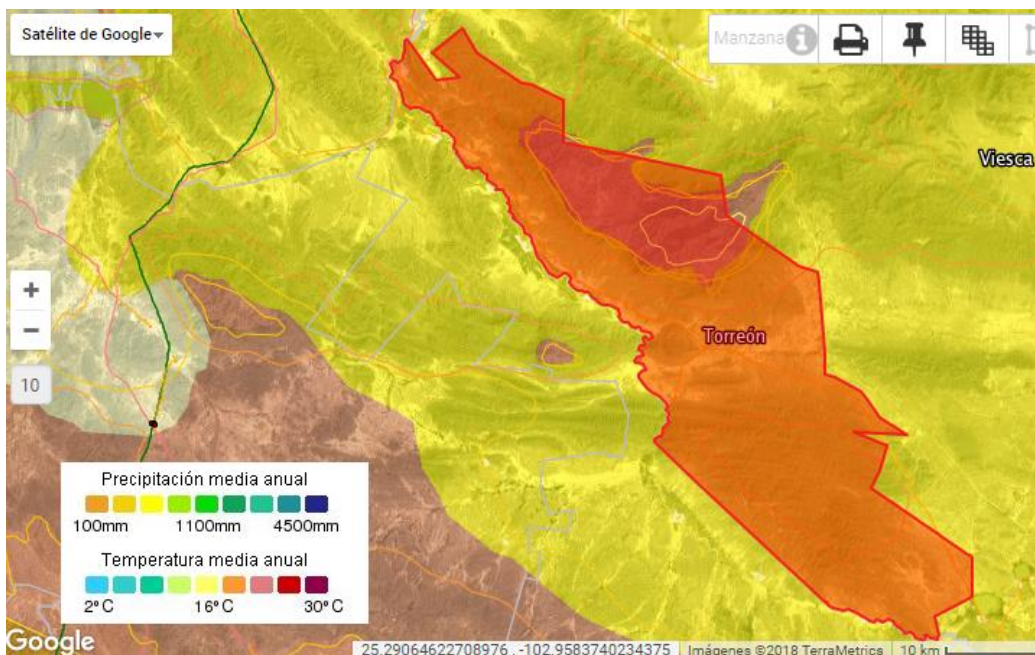 Satélite de Google
Manzana
Viesca
+
−
Torreón
10
Precipitación media anual
100mm 1100mm 4500mm
Temperatura media anual
2°C 16°C 30°C
Google
25.29064622708976 , -102.9583740234375 Imágenes ©2018 TerraMetrics 10 km